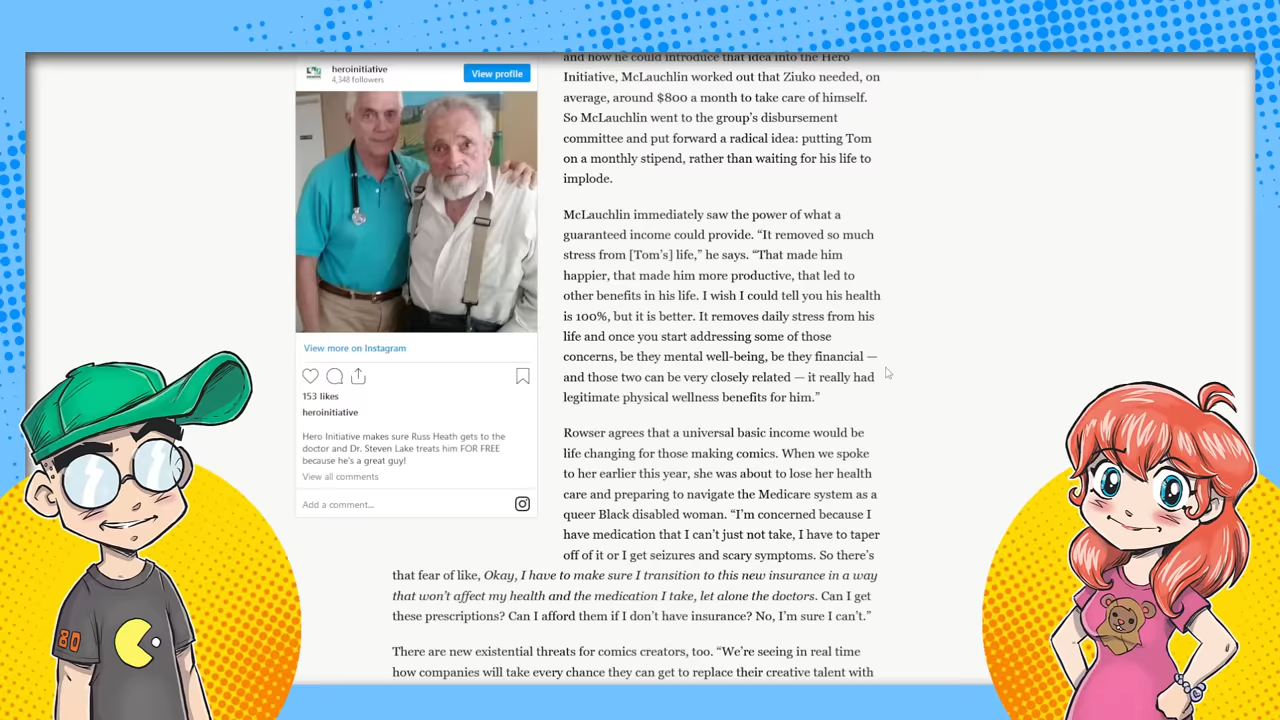 heroinitiative
4,348 followers
View profile
View more on Instagram
153 likes
heroinitiative
Hero Initiative makes sure Russ Heath gets to the
doctor and Dr. Steven Lake treats him FOR FREE
because he's a great guy!
View all comments
Add a comment...
and how he could introduce that idea into the Hero
Initiative, McLauchlin worked out that Ziuko needed, on
average, around $800 a month to take care of himself.
So McLauchlin went to the group’s disbursement
committee and put forward a radical idea: putting Tom
on a monthly stipend, rather than waiting for his life to
implode.
McLauchlin immediately saw the power of what a
guaranteed income could provide. “It removed so much
stress from [Tom’s] life,” he says. “That made him
happier, that made him more productive, that led to
other benefits in his life. I wish I could tell you his health
is 100%, but it is better. It removes daily stress from his
life and once you start addressing some of those
concerns, be they mental well-being, be they financial —
and those two can be very closely related — it really had
legitimate physical wellness benefits for him.”
Rowser agrees that a universal basic income would be
life changing for those making comics. When we spoke
to her earlier this year, she was about to lose her health
care and preparing to navigate the Medicare system as a
queer Black disabled woman. “I’m concerned because I
have medication that I can’t just not take, I have to taper
off of it or I get seizures and scary symptoms. So there’s
that fear of like, Okay, I have to make sure I transition to this new insurance in a way
that won’t affect my health and the medication I take, let alone the doctors. Can I get
these prescriptions? Can I afford them if I don’t have insurance? No, I’m sure I can’t.”
There are new existential threats for comics creators, too. “We’re seeing in real time
how companies will take every chance they can get to replace their creative talent with
80